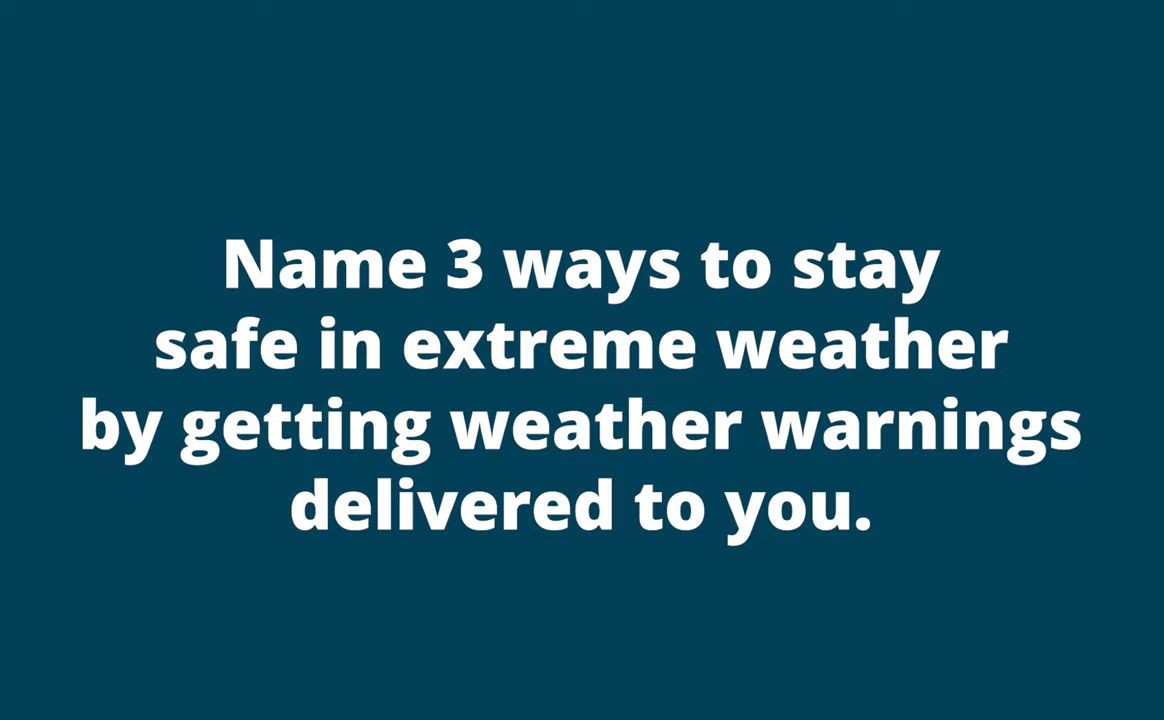 Name 3 ways to stay
safe in extreme weather
by getting weather warnings
delivered to you.